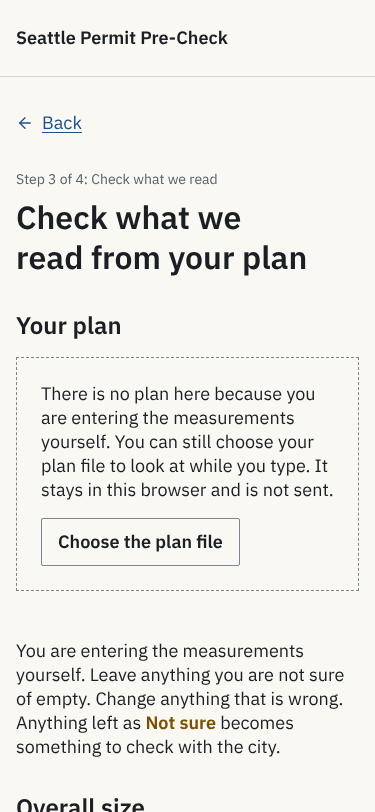 Seattle Permit Pre-Check
← Back
Step 3 of 4: Check what we read
Check what we
read from your plan
Your plan
There is no plan here because you
are entering the measurements
yourself. You can still choose your
plan file to look at while you type. It
stays in this browser and is not sent.
Choose the plan file
You are entering the measurements
yourself. Leave anything you are not sure
of empty. Change anything that is wrong.
Anything left as Not sure becomes
something to check with the city.
Overall size